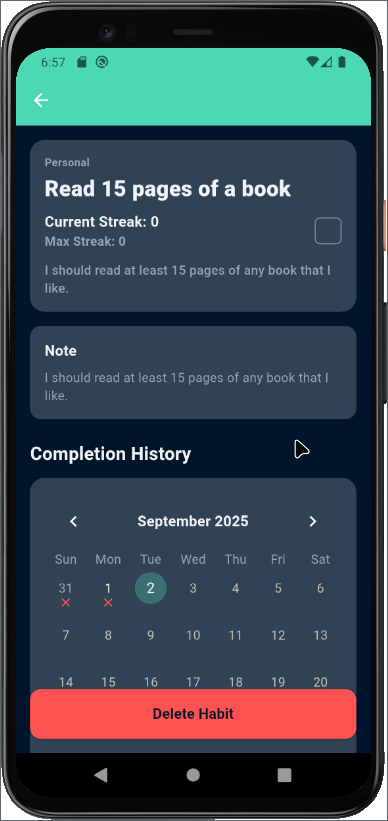 6:57
Personal
Read 15 pages of a book
Current Streak: 0
Max Streak: 0
I should read at least 15 pages of any book that I
like.
Note
I should read at least 15 pages of any book that I
like.
Completion History
September 2025
Sun Mon Tue Wed Thu Fri Sat
31 1 2 3 4 5 6
7 8 9 10 11 12 13
14 15 16 17 18 19 20
Delete Habit